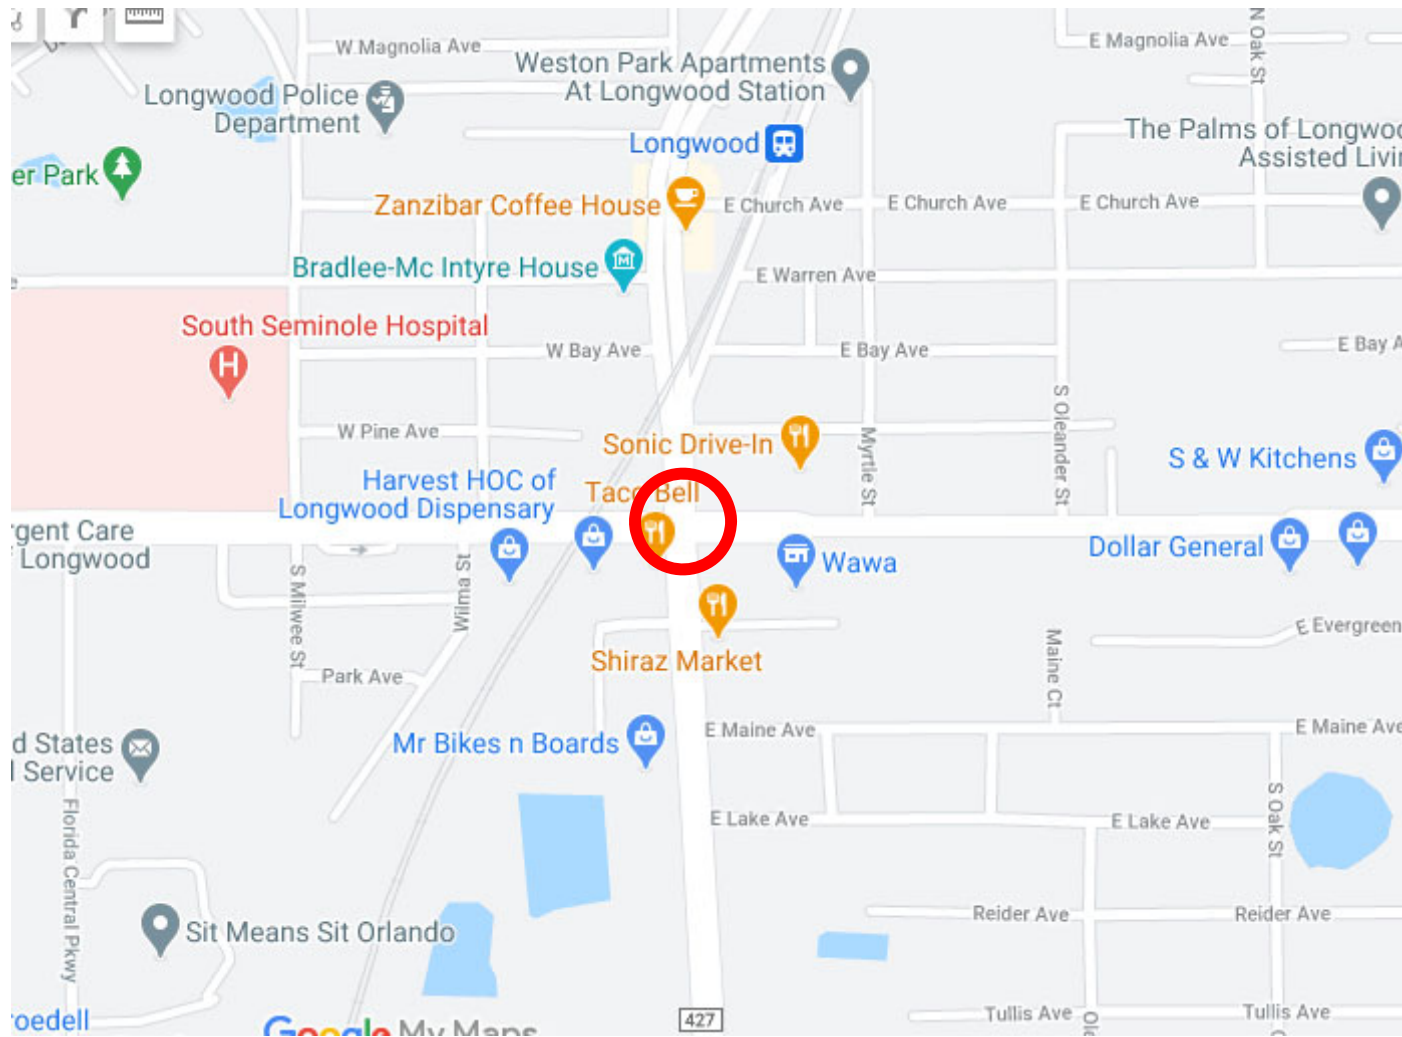 W Magnolia Ave
E Magnolia Ave
N Oak St
Weston Park Apartments
At Longwood Station
Longwood Police
Department
Longwood
The Palms of
Assisted
er Park
Zanzibar Coffee House
E Church Ave
E Church Ave
E Church Ave
Bradlee-Mc Intyre House
E Warren Ave
South Seminole Hospital
H
W Bay Ave
E Bay Ave
E Bay
W Pine Ave
Sonic Drive-In
Myrtle St
S Oleander St
S & W Kitchens
Harvest HOC of
Longwood Dispensary
Taco Bell
gent Care
Longwood
Wawa
Dollar General
S Milwee St
Wilma St
Shiraz Market
E Evergreen
Park Ave
Maine Ct
d States
Service
Mr Bikes n Boards
E Maine Ave
E Maine Ave
Florida Central Pkwy
E Lake Ave
E Lake Ave
S Oak St
Sit Means Sit Orlando
Reider Ave
Reider Ave
oedell
Google My Maps
427
Tullis Ave
Tullis Ave